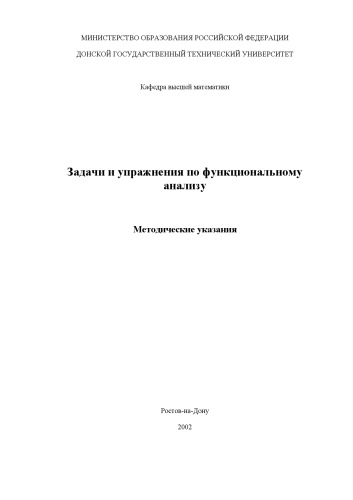 МИНИСТЕРСТВО ОБРАЗОВАНИЯ РОССИЙСКОЙ ФЕДЕРАЦИИ
ДОНСКОЙ ГОСУДАРСТВЕННЫЙ ТЕХНИЧЕСКИЙ УНИВЕРСИТЕТ
Кафедра высшей математики
Задачи и упражнения по функциональному
анализу
Методические указания
Ростов-на-Дону
2002